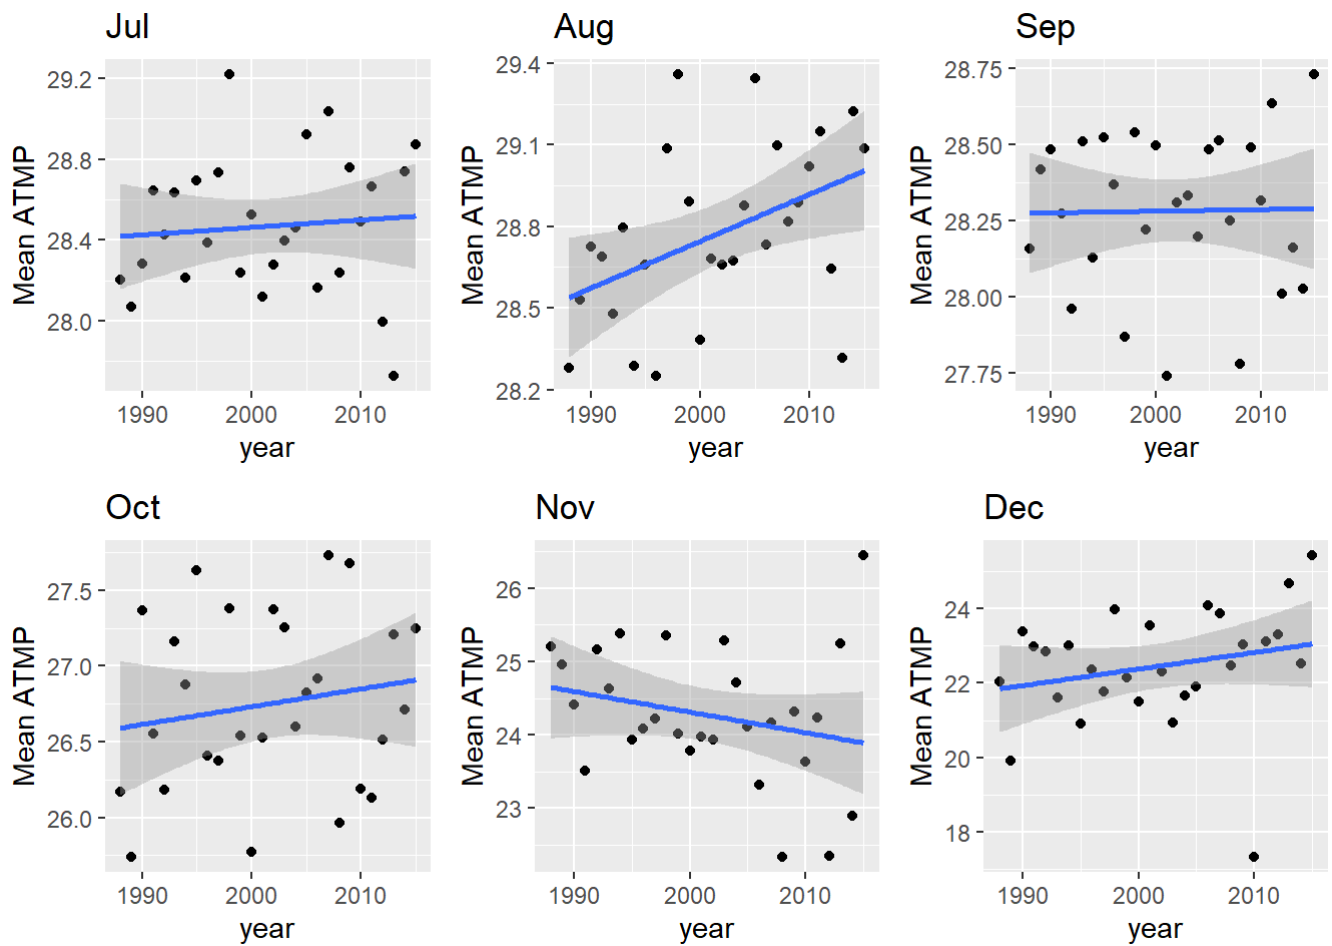 Jul
Mean ATMP
29.2
28.8
28.4
28.0
1990 2000 2010
year
Aug
Mean ATMP
29.4
29.1
28.8
28.5
28.2
1990 2000 2010
year
Sep
Mean ATMP
28.75
28.50
28.25
28.00
27.75
1990 2000 2010
year
Oct
Mean ATMP
27.5
27.0
26.5
26.0
1990 2000 2010
year
Nov
Mean ATMP
26
25
24
23
1990 2000 2010
year
Dec
Mean ATMP
24
22
20
18
1990 2000 2010
year